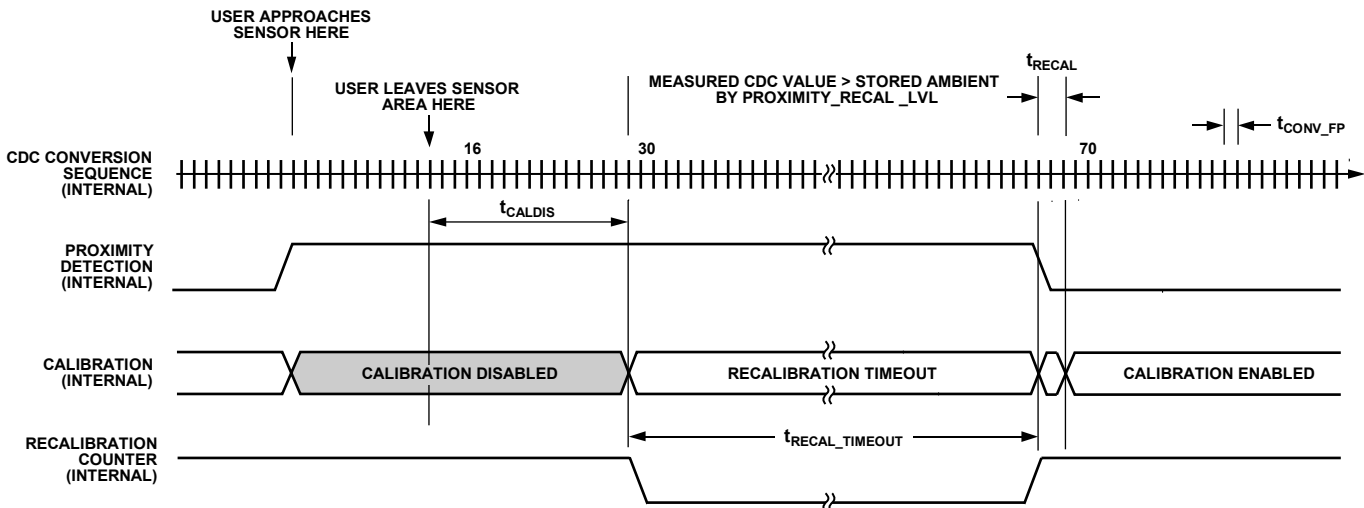 USER APPROACHES
SENSOR HERE
USER LEAVES SENSOR
AREA HERE
MEASURED CDC VALUE > STORED AMBIENT
BY PROXIMITY_RECAL _LVL
tRECAL
tCONV_FP
CDC CONVERSION
SEQUENCE
(INTERNAL)
16
30
70
tCALDIS
PROXIMITY
DETECTION
(INTERNAL)
CALIBRATION
(INTERNAL)
CALIBRATION DISABLED
RECALIBRATION TIMEOUT
CALIBRATION ENABLED
RECALIBRATION
COUNTER
(INTERNAL)
tRECAL_TIMEOUT